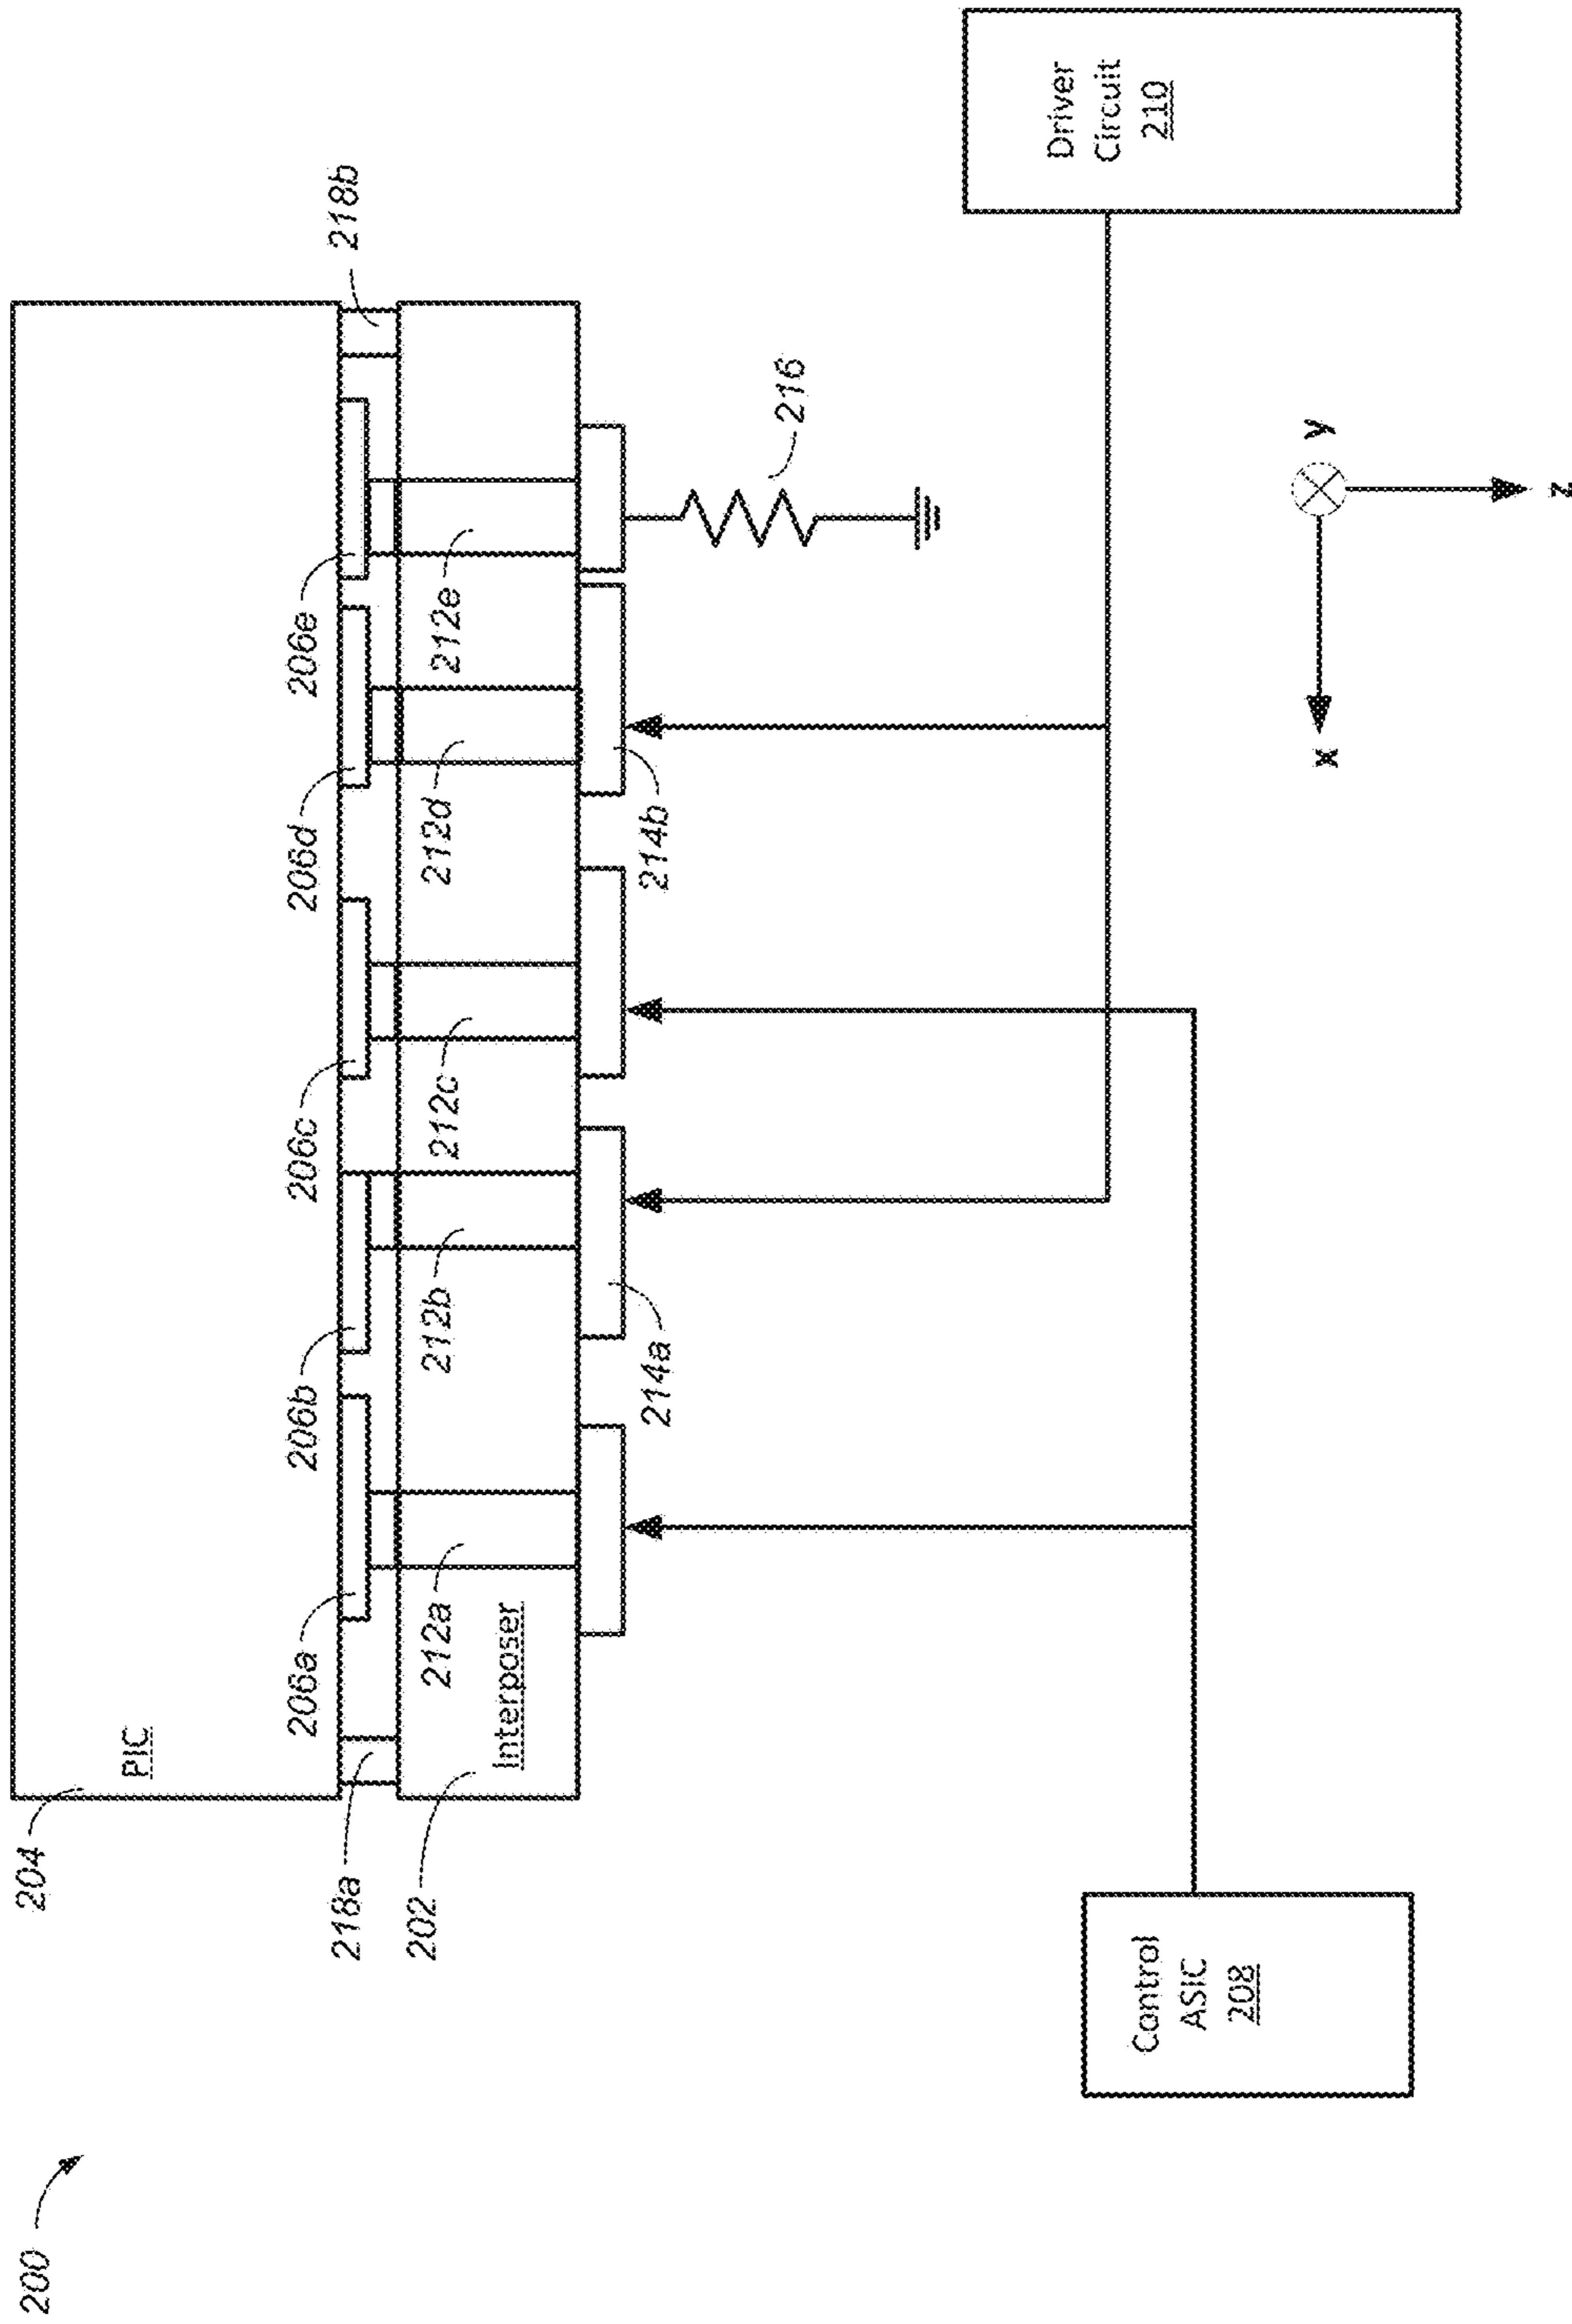 200
204
PIC
218a
206a
206b
206c
206d
206e
218b
202
Interposer
212a
212b
212c
212d
212e
214a
214b
216
Control
ASIC
208
Driver
Circuit
210
x
y
z